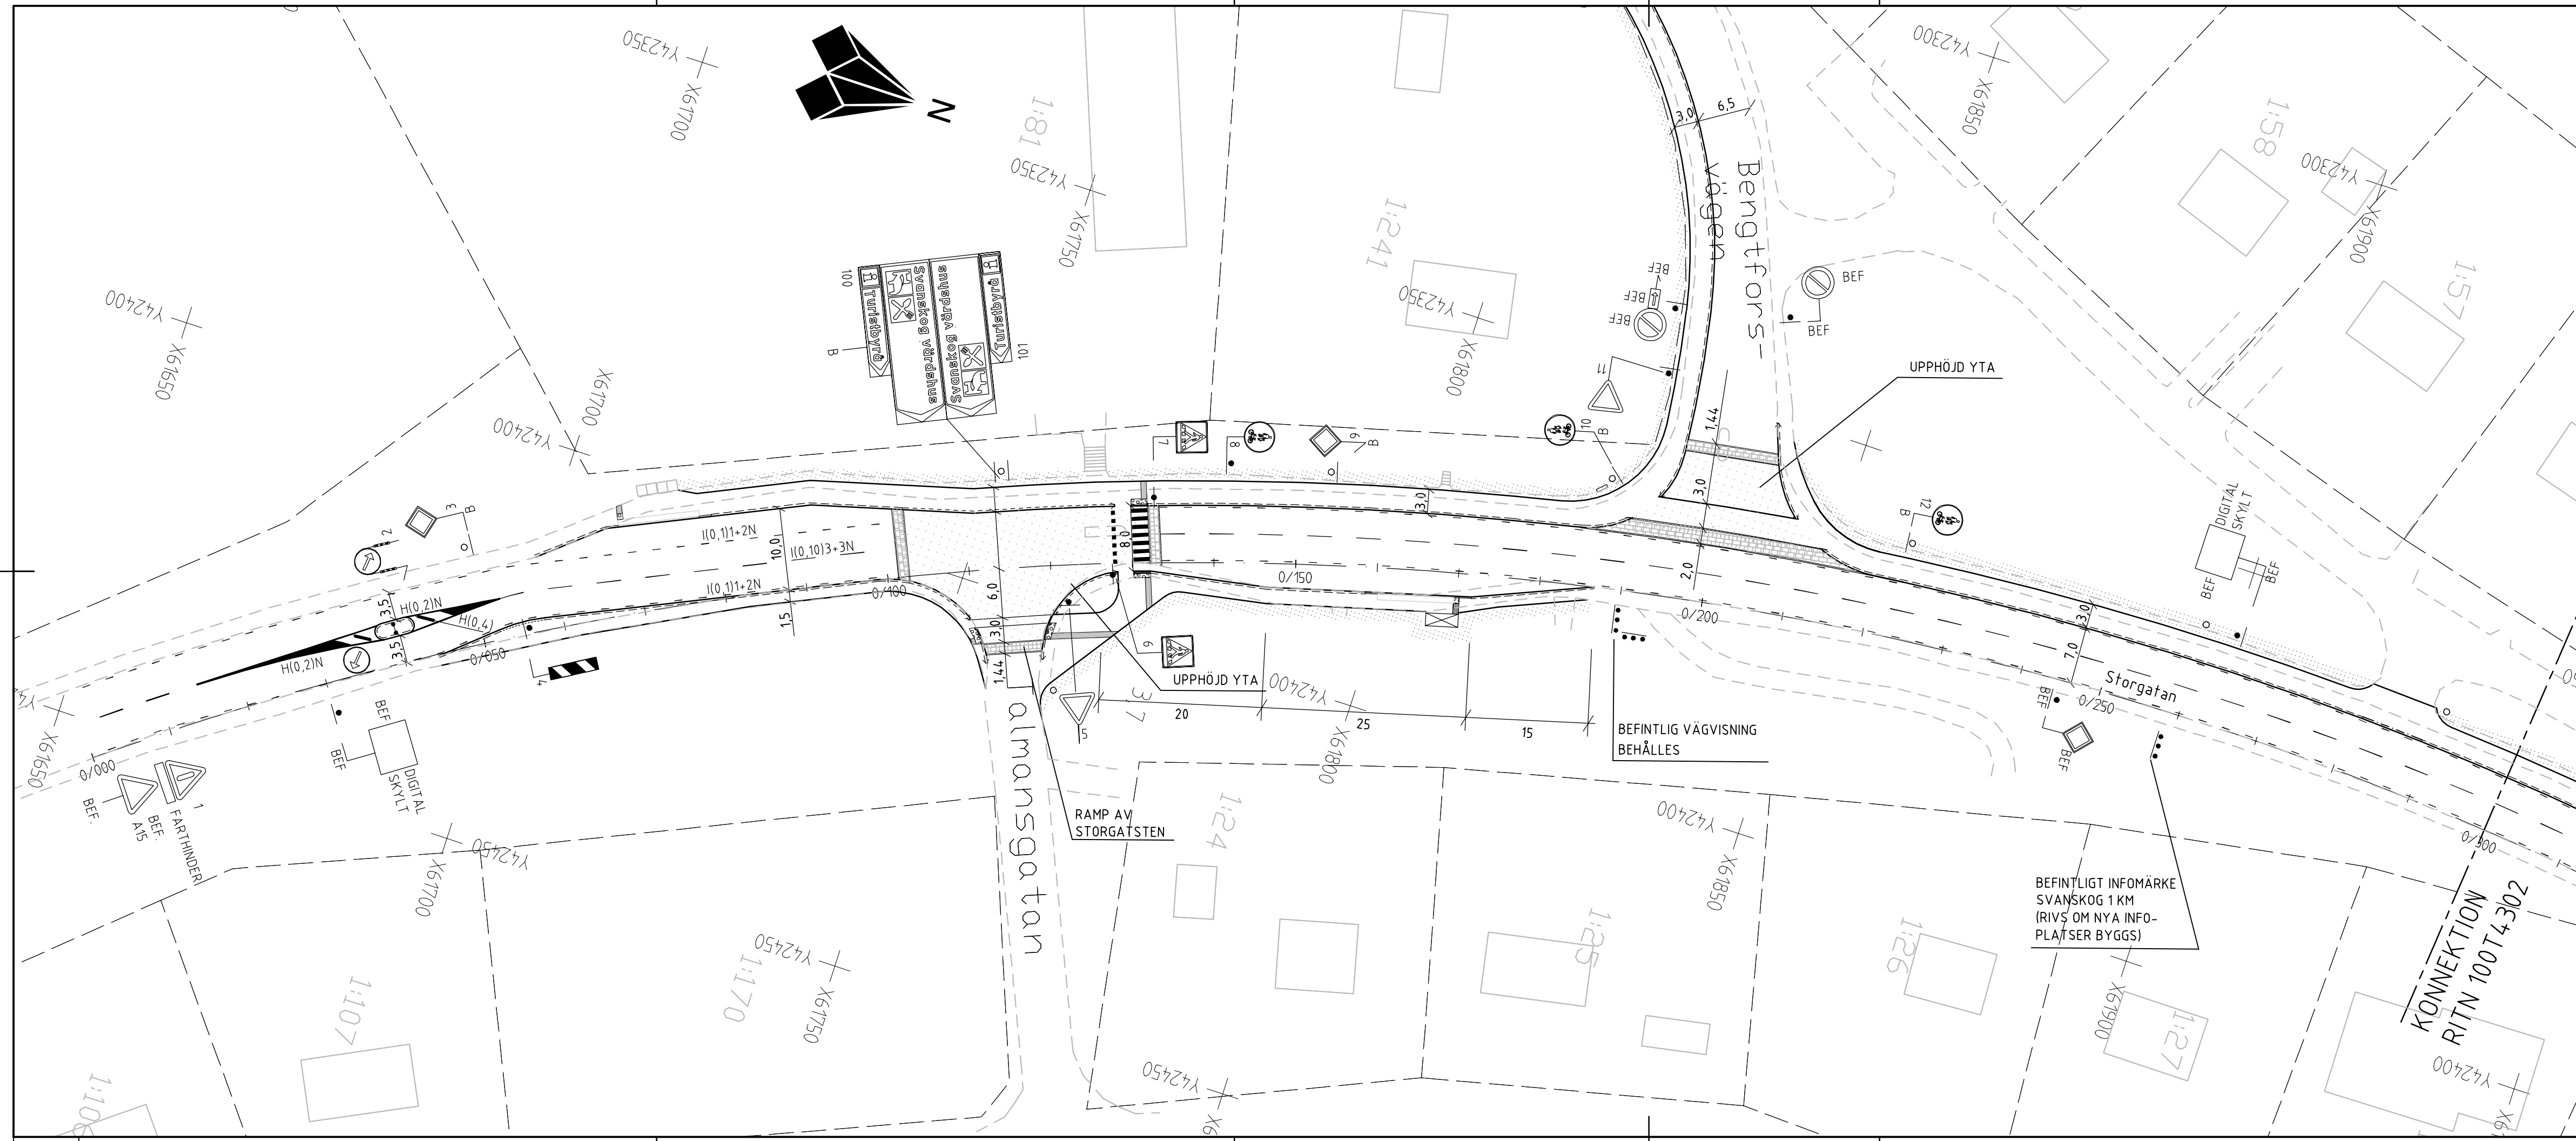 Y42350
X61700
N
1:81
Y42350
X61750
1:241
Y42350
X61800
3,0
6,5
Bengtfors-
vägen
Y42300
X61850
1:58
Y42300
X61900
1:57
Y42400
X61650
Y42400
X61700
100
B
Turistbyrå
Svanskog värdshus
Svanskog värdshus
Turistbyrå
101
BEF
BEF
BEF
BEF
BEF
11
10
B
1,44
UPPHÖJD YTA
7
8
9
B
3,0
3,0
2,0
12
B
DIGITAL
SKYLT
BEF
BEF
2
3
B
I(0,1)1+2N
10,0
I(0,10)3+3N
I(0,1)1+2N
1,5
0/100
8,0
6,0
3,0
1,44
0/150
0/200
3,0
7,0
Storgatan
0/250
3,5
H(0,2)N
H(0,4)
3,5
0/050
H(0,2)N
4
6
5
UPPHÖJD YTA
3,7
20
25
15
Y42400
X61800
BEFINTLIG VÄGVISNING
BEHÅLLES
BEF
BEF
X61650
0/000
BEF
BEF
DIGITAL
SKYLT
BEF.
A15
BEF.
FARTHINDER
1
almansgatan
RAMP AV
STORGATSTEN
Y42450
X61700
1:24
Y42400
X61850
0/300
BEFINTLIGT INFOMÄRKE
SVANSKOG 1 KM
(RIVS OM NYA INFO-
PLATSER BYGGS)
KONNEKTION
RITN 100T4302
1:107
1:170
Y42450
X61750
1:25
1:26
X61900
1:27
Y42450
Y42400